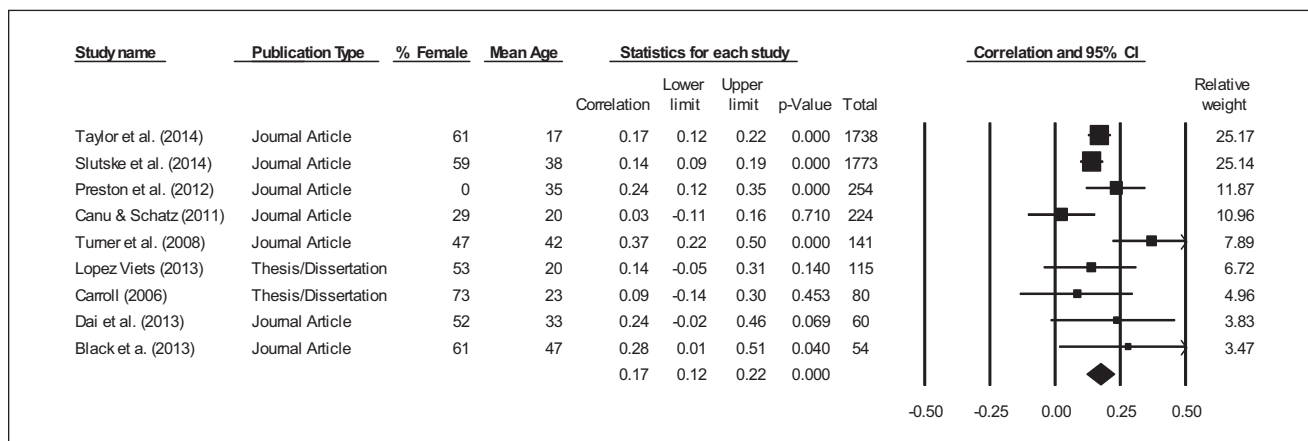 Study name Publication Type % Female Mean Age Statistics for each study Correlation and 95% CI
Lower Upper Relative
Correlation limit limit p-Value Total weight
Taylor et al. (2014) Journal Article 61 17 0.17 0.12 0.22 0.000 1738 25.17
Slutske et al. (2014) Journal Article 59 38 0.14 0.09 0.19 0.000 1773 25.14
Preston et al. (2012) Journal Article 0 35 0.24 0.12 0.35 0.000 254 11.87
Canu & Schatz (2011) Journal Article 29 20 0.03 -0.11 0.16 0.710 224 10.96
Turner et al. (2008) Journal Article 47 42 0.37 0.22 0.50 0.000 141 7.89
Lopez Viets (2013) Thesis/Dissertation 53 20 0.14 -0.05 0.31 0.140 115 6.72
Carroll (2006) Thesis/Dissertation 73 23 0.09 -0.14 0.30 0.453 80 4.96
Dai et al. (2013) Journal Article 52 33 0.24 -0.02 0.46 0.069 60 3.83
Black et a. (2013) Journal Article 61 47 0.28 0.01 0.51 0.040 54 3.47
0.17 0.12 0.22 0.000
-0.50 -0.25 0.00 0.25 0.50